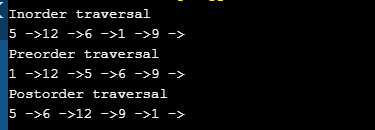 Inorder traversal
5 ->12 ->6 ->1 ->9 ->
Preorder traversal
1 ->12 ->5 ->6 ->9 ->
Postorder traversal
5 ->6 ->12 ->9 ->1 ->